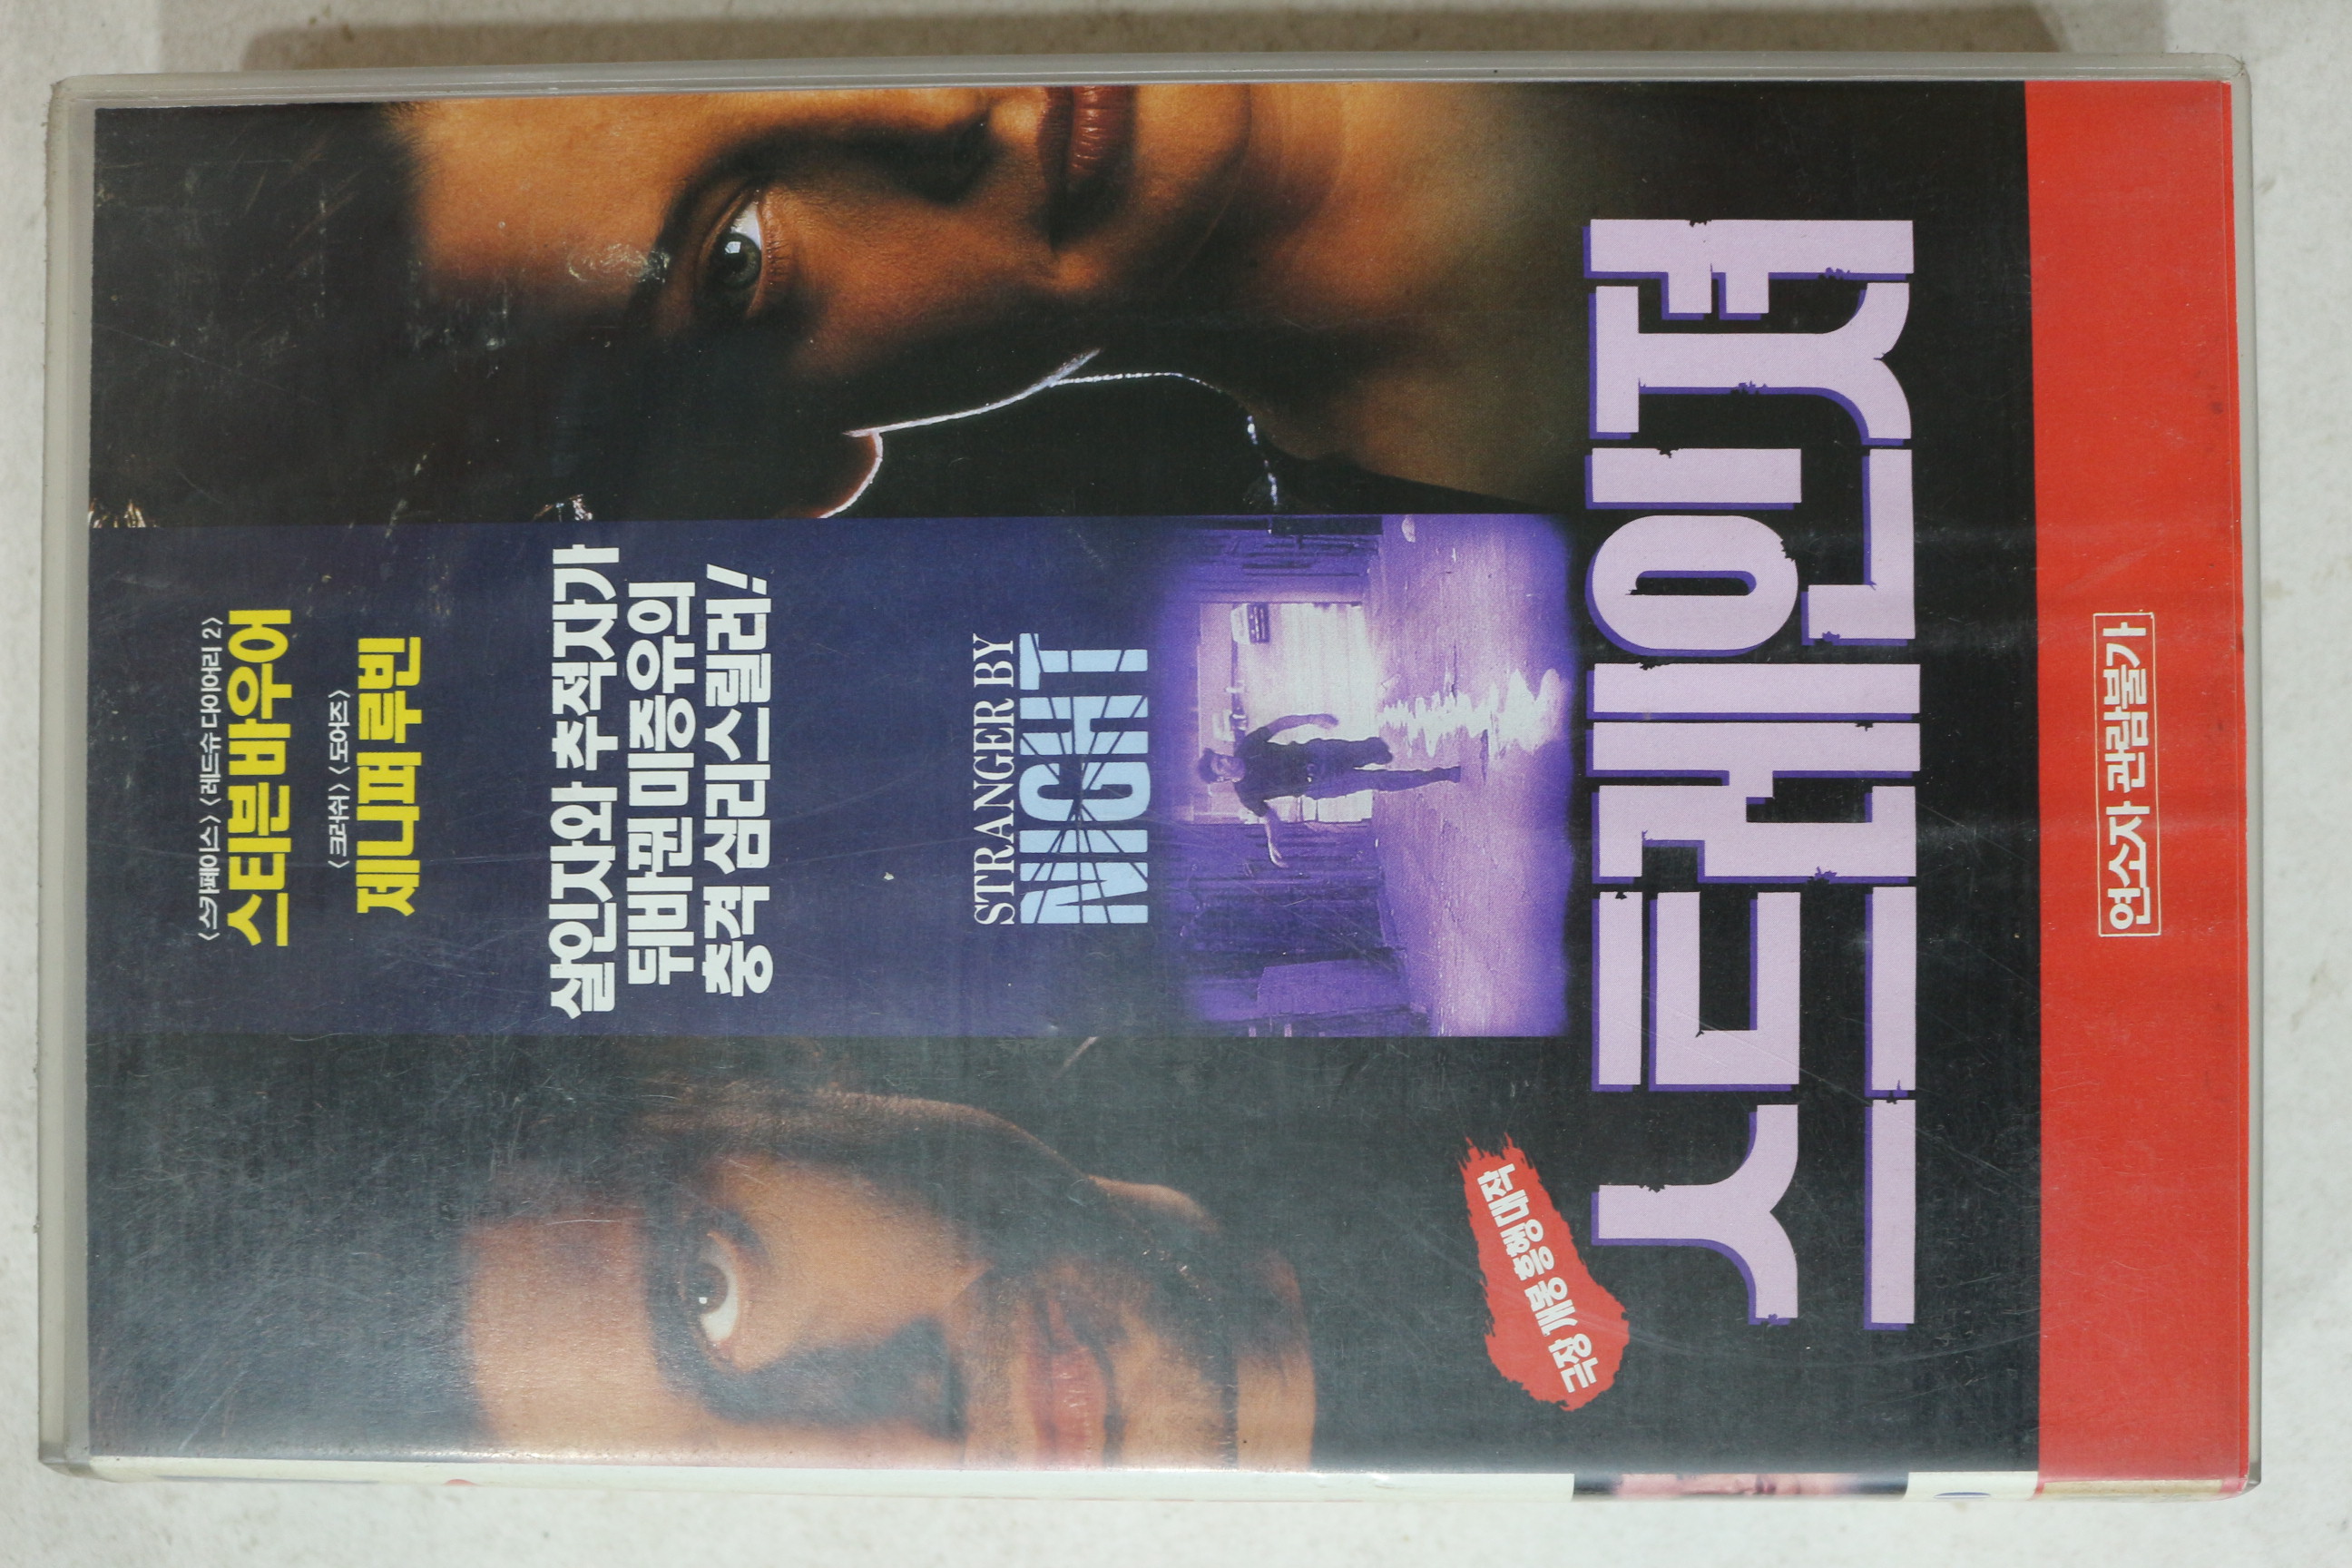 <스카페이스> <레드슈 다이어리 2>
스티븐 바우어
<크러쉬> <도어즈>
제니퍼 루빈
살인자와 추적자가
뒤바뀐 미증유의
충격 심리스릴러!
STRANGER BY
NIGHT
극장 개봉 흥행 대작
스트레인져
연소자 관람불가